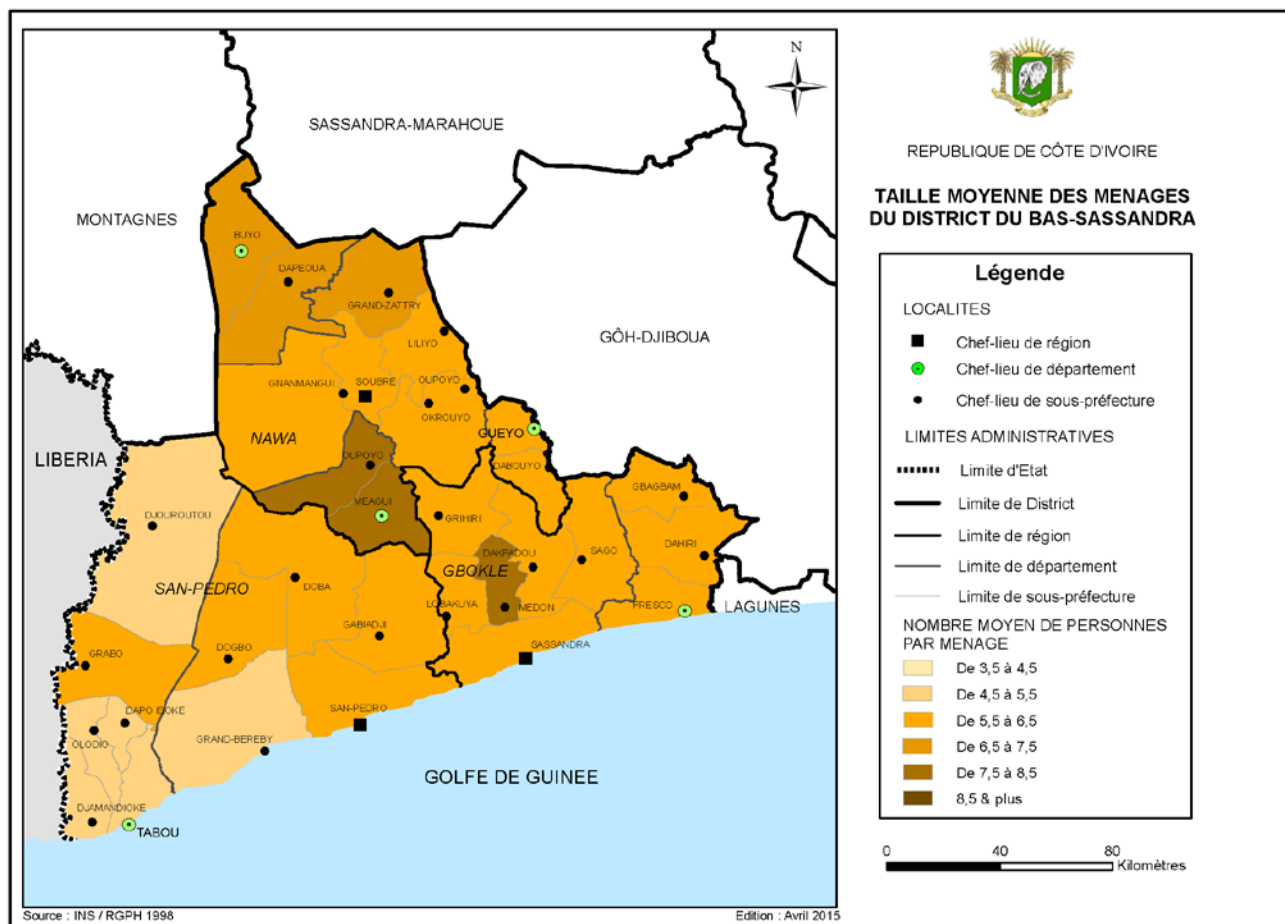 N
SASSANDRA-MARAHOUE
MONTAGNES
BUYO
DAPEOUA
GRAND-ZATTRY
GÔH-DJIBOUA
LILIYO
GNANMANGUI
SOUBRE
OUPOYO
OKROUYO
NAWA
GUEYO
LIBERIA
OUPOYO
DABOUYO
GBAGBAM
MEAGUI
DJOUROUTOU
GRIHIRI
DAKPADOU
SAGO
DAHIRI
SAN-PEDRO
DOBA
GBOKLE
LOBAKUYA
MEDON
FRESCO
LAGUNES
GABIADJI
GRABO
DOGBO
SASSANDRA
DAPO IBOKE
SAN-PEDRO
OLODIO
GRAND-BEREBY
GOLFE DE GUINEE
DJAMANDIOKE
TABOU
Source : INS / RGPH 1998
Edition : Avril 2015
REPUBLIQUE DE CÔTE D'IVOIRE
TAILLE MOYENNE DES MENAGES
DU DISTRICT DU BAS-SASSANDRA
Légende
LOCALITES
Chef-lieu de région
Chef-lieu de département
Chef-lieu de sous-préfecture
LIMITES ADMINISTRATIVES
Limite d'Etat
Limite de District
Limite de région
Limite de département
Limite de sous-préfecture
NOMBRE MOYEN DE PERSONNES
PAR MENAGE
De 3,5 à 4,5
De 4,5 à 5,5
De 5,5 à 6,5
De 6,5 à 7,5
De 7,5 à 8,5
8,5 & plus
0 40 80
Kilomètres